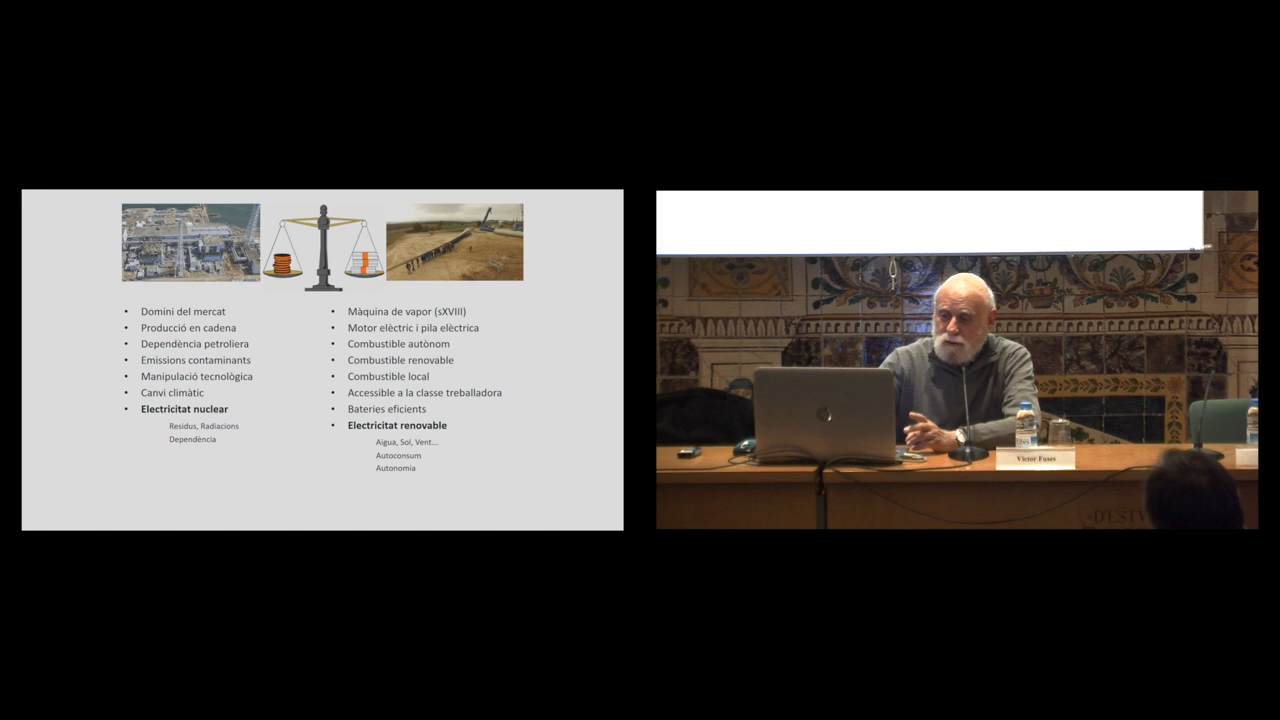 Domini del mercat
Producció en cadena
Dependència petroliera
Emissions contaminants
Manipulació tecnològica
Canvi climàtic
Electricitat nuclear
Residus, Radiacions
Dependència
Màquina de vapor (sXVIII)
Motor elèctric i pila elèctrica
Combustible autònom
Combustible renovable
Combustible local
Accessible a la classe treballadora
Bateries eficients
Electricitat renovable
Aigua, Sol, Vent...
Autoconsum
Autonomia
hp
Víctor Fuses